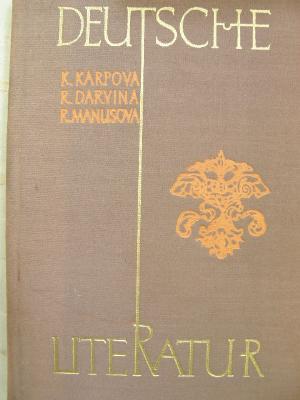 DEUTSCHE
K. KARPOVA
R. DARVINA
R. MANUSOVA
LITERATUR